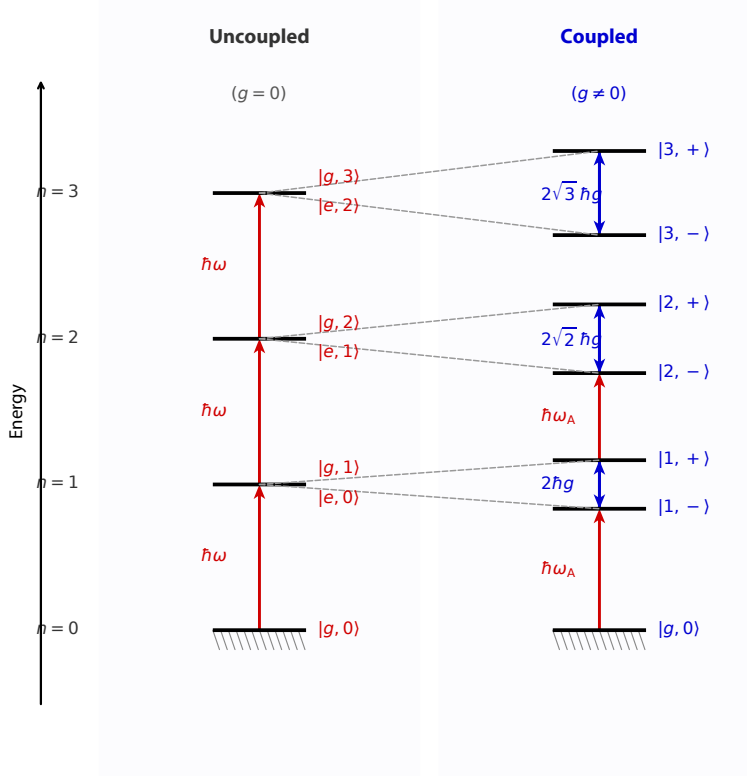 Uncoupled
Coupled
(g = 0)
(g ≠ 0)
|3, + ⟩
|g, 3⟩
n = 3
2√3 ħg
|e, 2⟩
|3, − ⟩
ħω
|2, + ⟩
|g, 2⟩
n = 2
2√2 ħg
|e, 1⟩
|2, − ⟩
Energy
ħω
ħω_A
|1, + ⟩
|g, 1⟩
n = 1
2ħg
|e, 0⟩
|1, − ⟩
ħω
ħω_A
n = 0
|g, 0⟩
|g, 0⟩